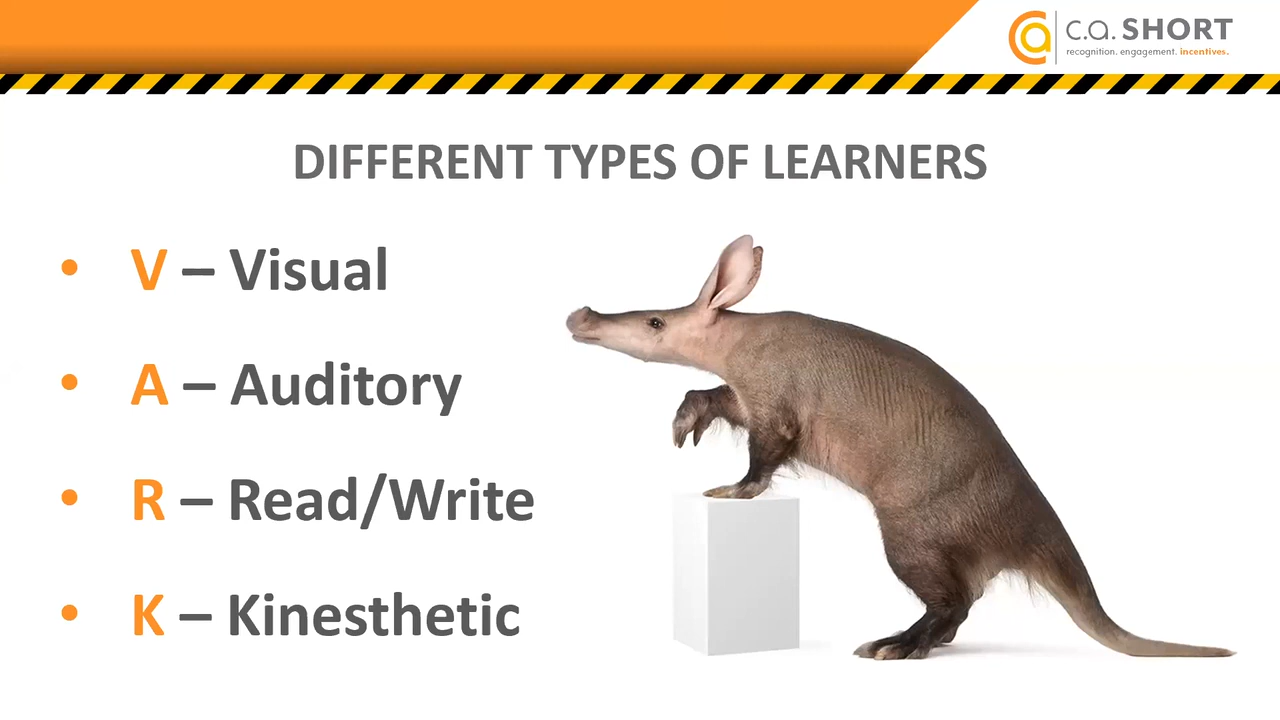 c.a. SHORT
recognition. engagement. incentives.
DIFFERENT TYPES OF LEARNERS
• V – Visual
• A – Auditory
• R – Read/Write
• K – Kinesthetic